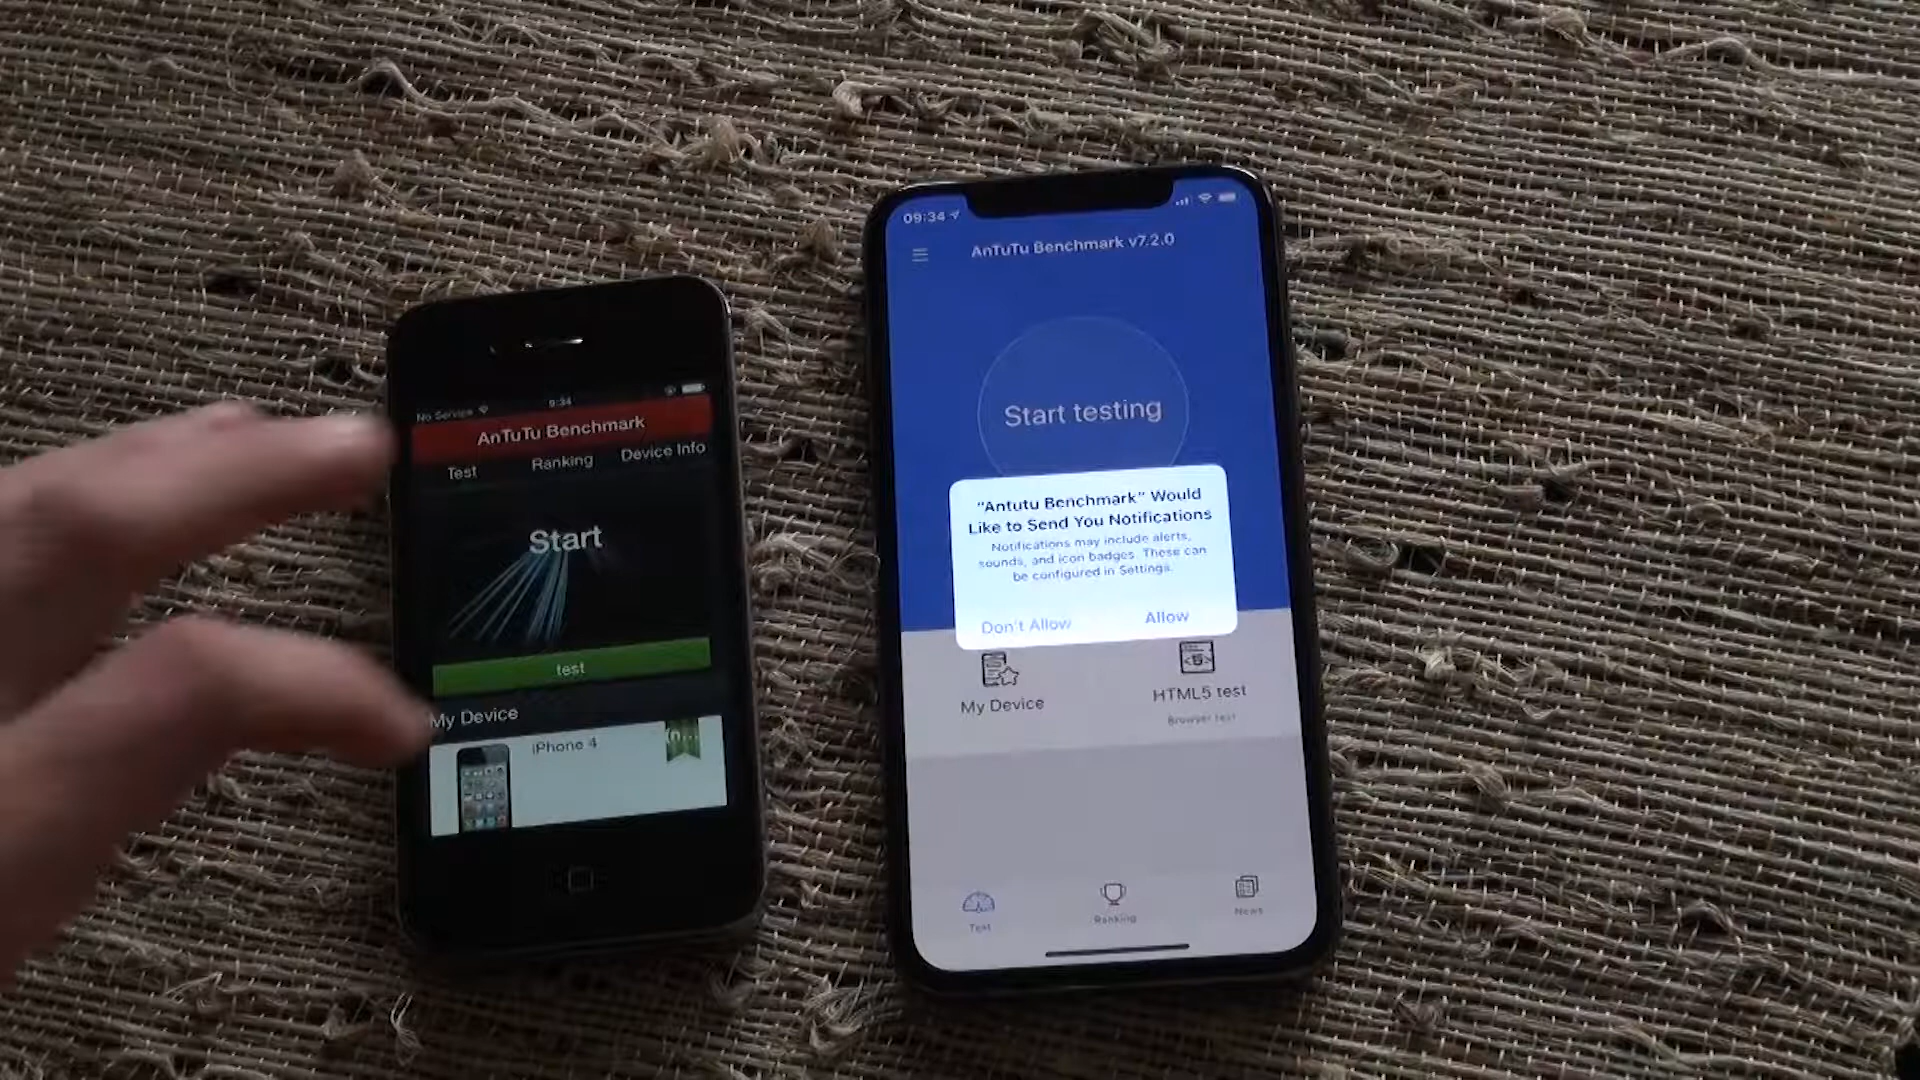 No Service
9:34
AnTuTu Benchmark
Test
Ranking
Device Info
Start
test
My Device
iPhone 4
(n...
09:34
AnTuTu Benchmark v7.2.0
Start testing
"Antutu Benchmark" Would
Like to Send You Notifications
Notifications may include alerts,
sounds, and icon badges. These can
be configured in Settings.
Don't Allow
Allow
My Device
HTML5 test
Browser test
Test
Ranking
News